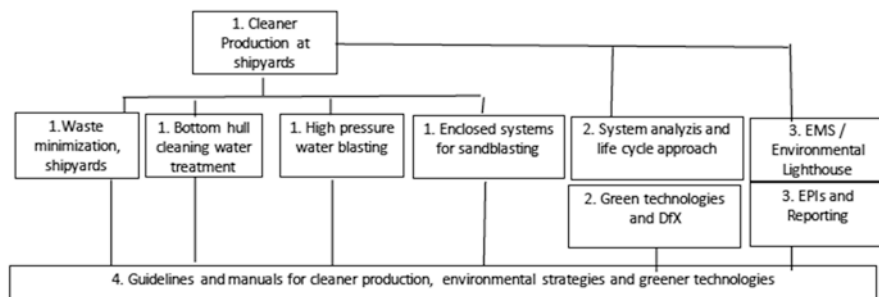 1. Cleaner
Production at
shipyards
1.Waste
minimization,
shipyards
1. Bottom hull
cleaning water
treatment
1. High pressure
water blasting
1. Enclosed systems
for sandblasting
2. System analyzis and
life cycle approach
3. EMS /
Environmental
Lighthouse
2. Green technologies
and DfX
3. EPIs and
Reporting
4. Guidelines and manuals for cleaner production, environmental strategies and greener technologies